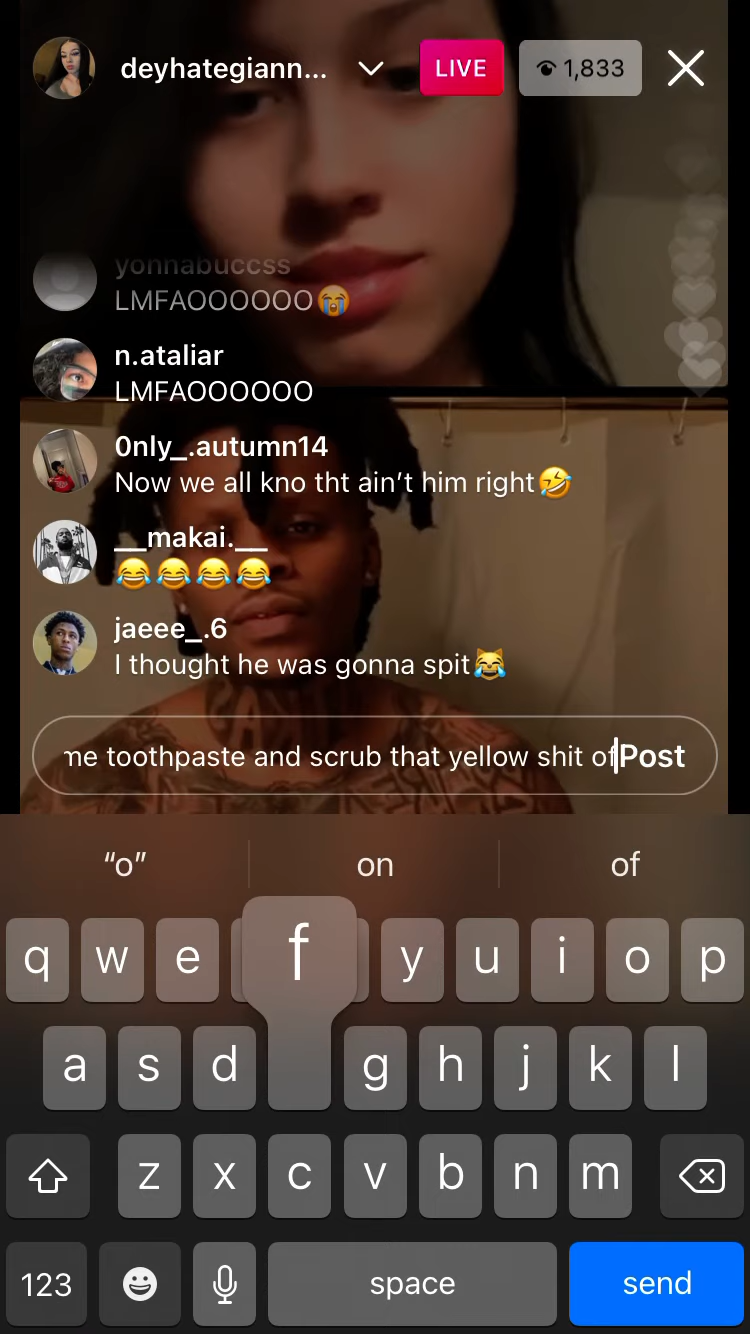 deyhategiann...
LIVE
1,833
yonnabuccss
LMFAOOOOOO😭
n.ataliar
LMFAOOOOOO
0nly_.autumn14
Now we all kno tht ain’t him right🤣
__makai.__
😂😂😂😂
jaeee_.6
I thought he was gonna spit😹
me toothpaste and scrub that yellow shit of
Post
“o” on of
q w e f y u i o p
a s d g h j k l
z x c v b n m
123 space send